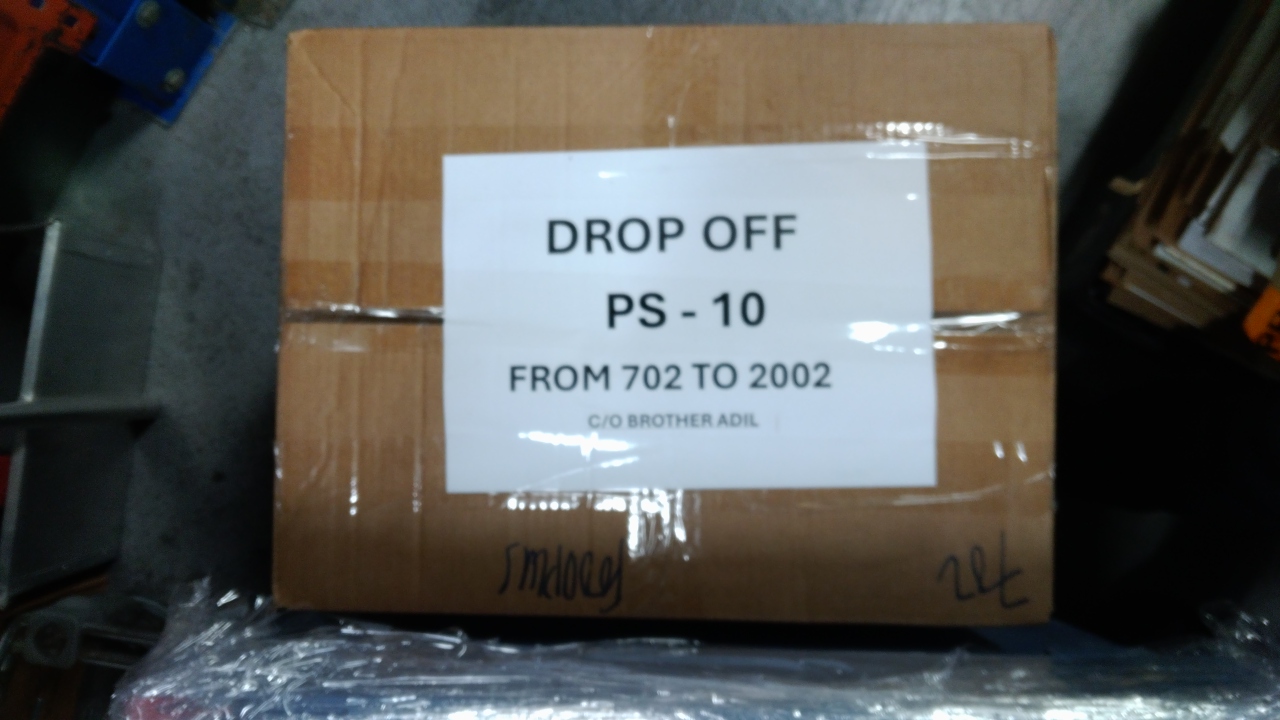 DROP OFF
PS - 10
FROM 702 TO 2002
C/O BROTHER ADIL